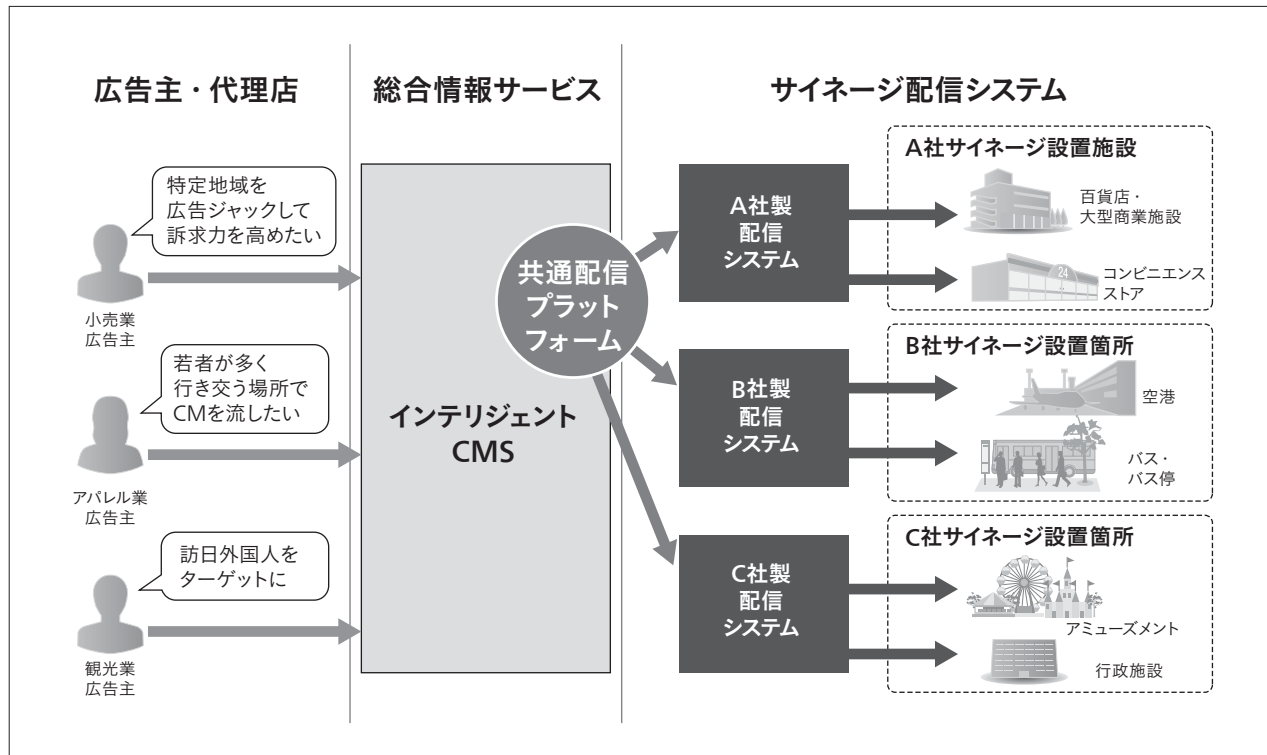 広告主・代理店
総合情報サービス
サイネージ配信システム
特定地域を
広告ジャックして
訴求力を高めたい
小売業
広告主
若者が多く
行き交う場所で
CMを流したい
アパレル業
広告主
訪日外国人を
ターゲットに
観光業
広告主
共通配信
プラット
フォーム
インテリジェント
CMS
A社製
配信
システム
A社サイネージ設置施設
百貨店・
大型商業施設
24
コンビニエンス
ストア
B社製
配信
システム
B社サイネージ設置箇所
空港
バス・
バス停
C社製
配信
システム
C社サイネージ設置箇所
アミューズメント
行政施設